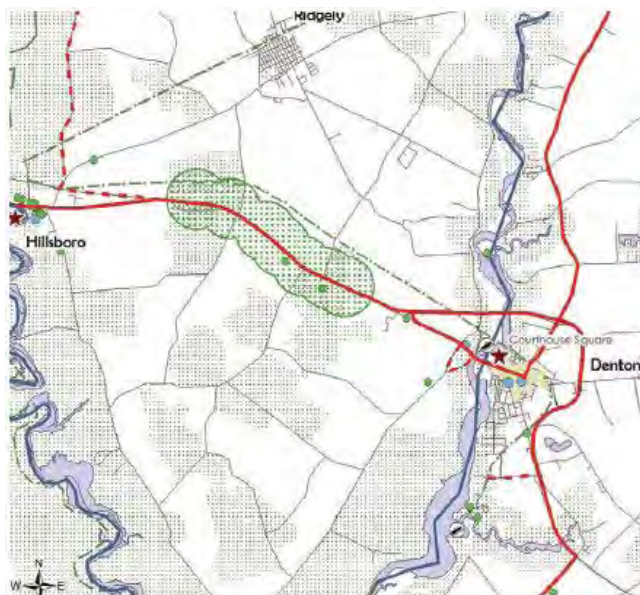 Ridgely
Hillsboro
Courthouse Square
Denton
N
W E